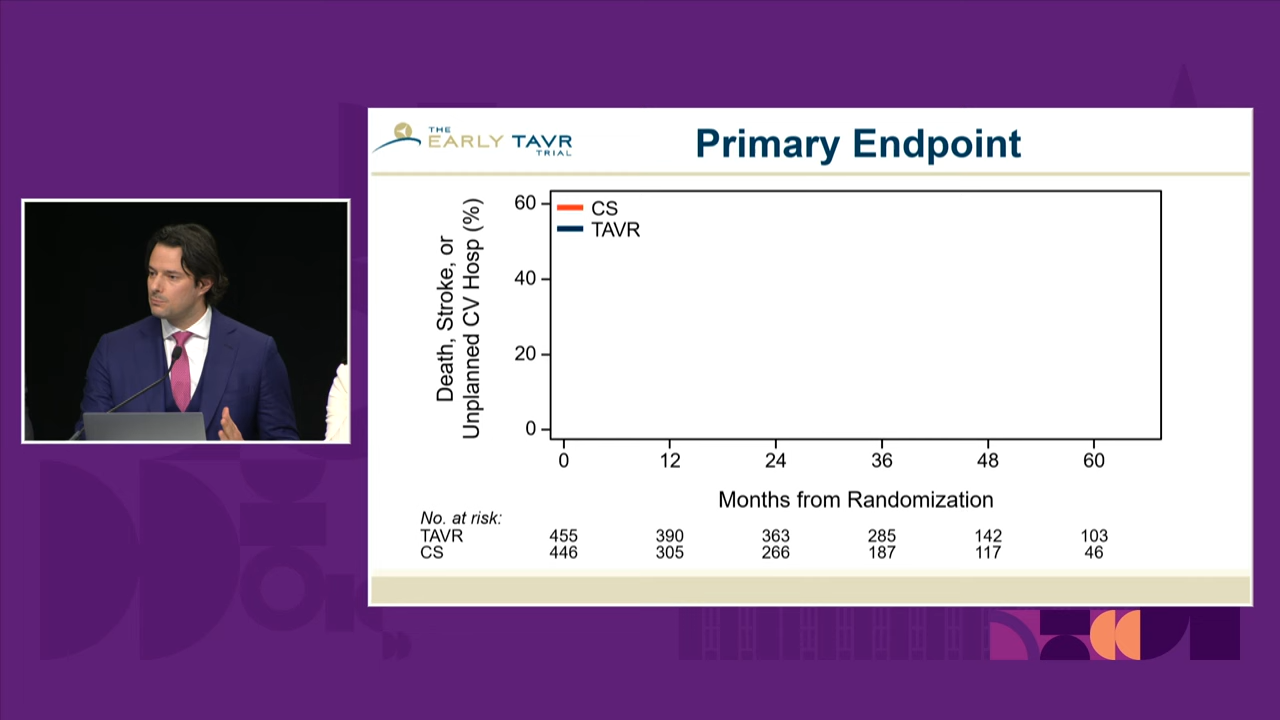 THE
EARLY TAVR
TRIAL
Primary Endpoint
Death, Stroke, or
Unplanned CV Hosp (%)
60
40
20
0
CS
TAVR
0 12 24 36 48 60
Months from Randomization
No. at risk:
TAVR 455 390 363 285 142 103
CS 446 305 266 187 117 46